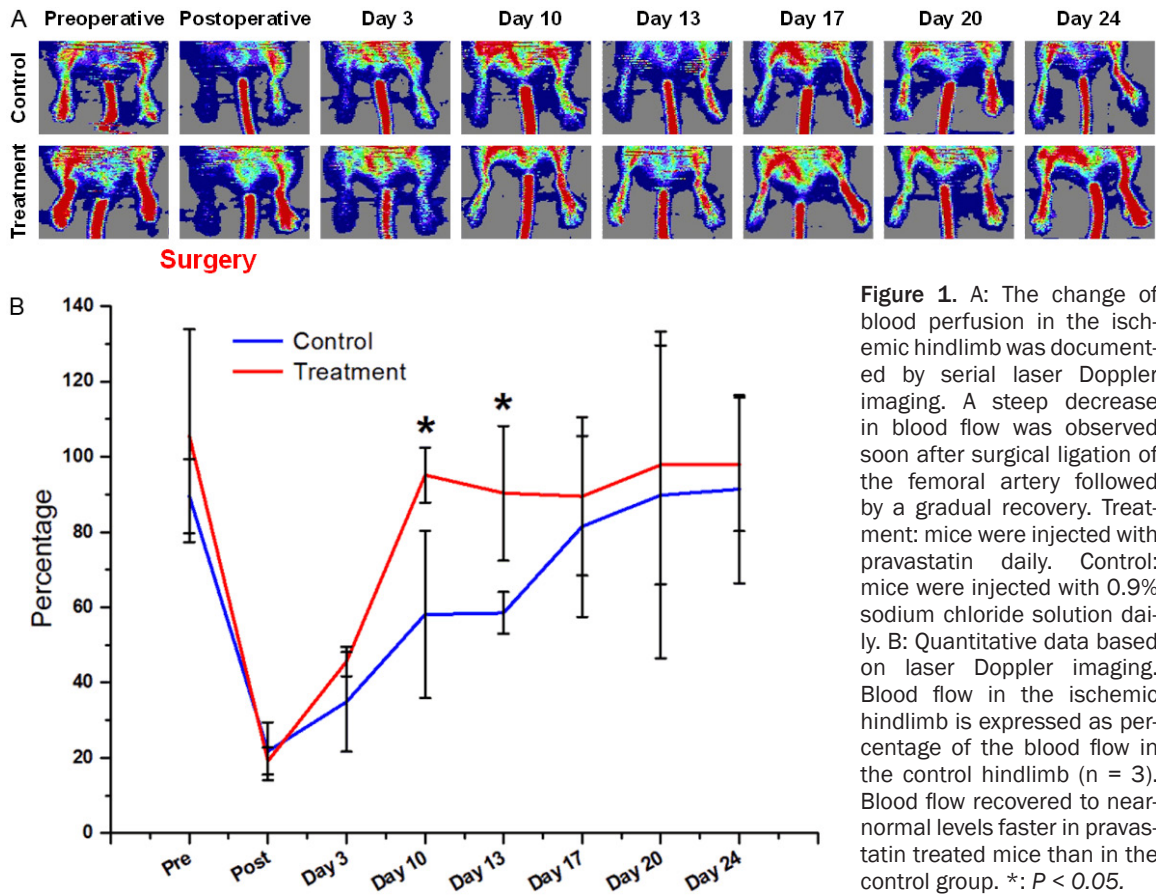 A Preoperative Postoperative Day 3 Day 10 Day 13 Day 17 Day 20 Day 24
Control
Treatment
Surgery
B
140
120
100
80
60
40
20
0
Percentage
Control
Treatment
*
*
Pre Post Day 3 Day 10 Day 13 Day 17 Day 20 Day 24
Figure 1. A: The change of
blood perfusion in the isch-
emic hindlimb was document-
ed by serial laser Doppler
imaging. A steep decrease
in blood flow was observed
soon after surgical ligation of
the femoral artery followed
by a gradual recovery. Treat-
ment: mice were injected with
pravastatin daily. Control:
mice were injected with 0.9%
sodium chloride solution dai-
ly. B: Quantitative data based
on laser Doppler imaging.
Blood flow in the ischemic
hindlimb is expressed as per-
centage of the blood flow in
the control hindlimb (n = 3).
Blood flow recovered to near-
normal levels faster in pravas-
tatin treated mice than in the
control group. *: P < 0.05.